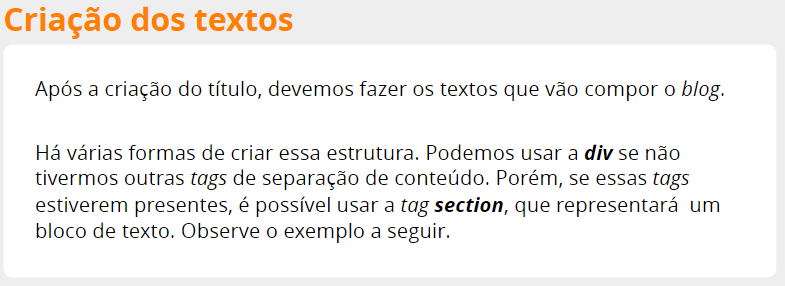 Criação dos textos
Após a criação do título, devemos fazer os textos que vão compor o blog.
Há várias formas de criar essa estrutura. Podemos usar a div se não
tivermos outras tags de separação de conteúdo. Porém, se essas tags
estiverem presentes, é possível usar a tag section, que representará  um
bloco de texto. Observe o exemplo a seguir.